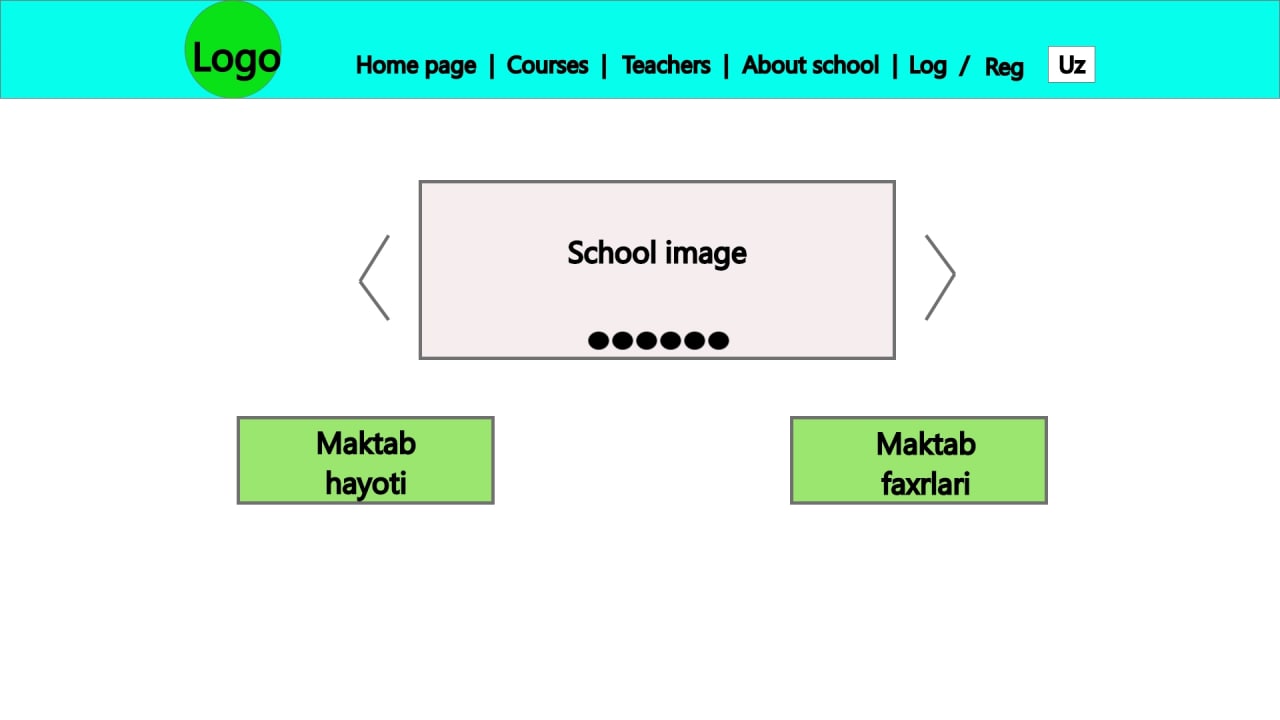 Logo
Home page | Courses | Teachers | About school | Log / Reg Uz
School image
Maktab
hayoti
Maktab
faxrlari